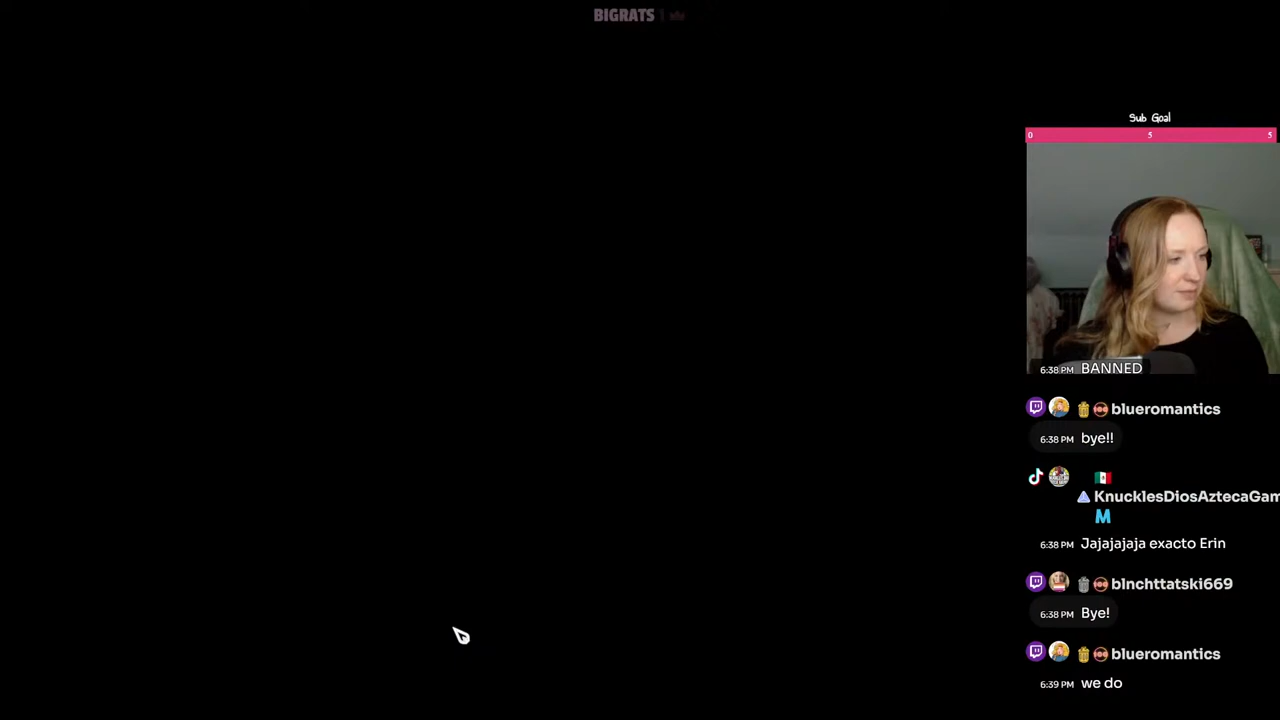 BIGRATS 1
Sub Goal
0 5 5
6:38 PM BANNED
blueromantics
6:38 PM bye!!
KnucklesDiosAztecaGam
M
6:38 PM Jajajajaja exacto Erin
blnchttatski669
6:38 PM Bye!
blueromantics
6:39 PM we do